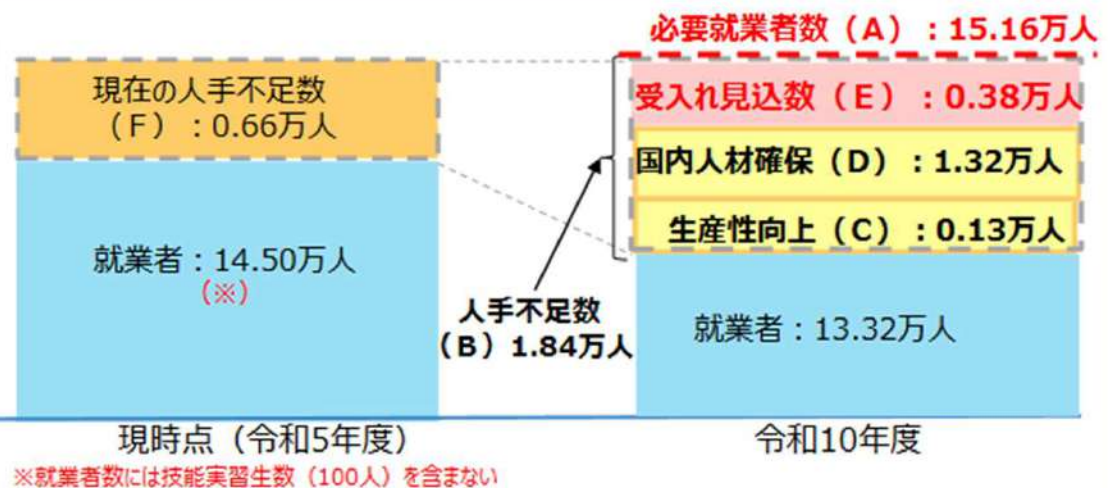 必要就業者数（A）：15.16万人
現在の人手不足数
（F）：0.66万人
受入れ見込数（E）：0.38万人
国内人材確保（D）：1.32万人
生産性向上（C）：0.13万人
就業者：14.50万人
（※）
人手不足数
（B）1.84万人
就業者：13.32万人
現時点（令和5年度）
令和10年度
※就業者数には技能実習生数（100人）を含まない